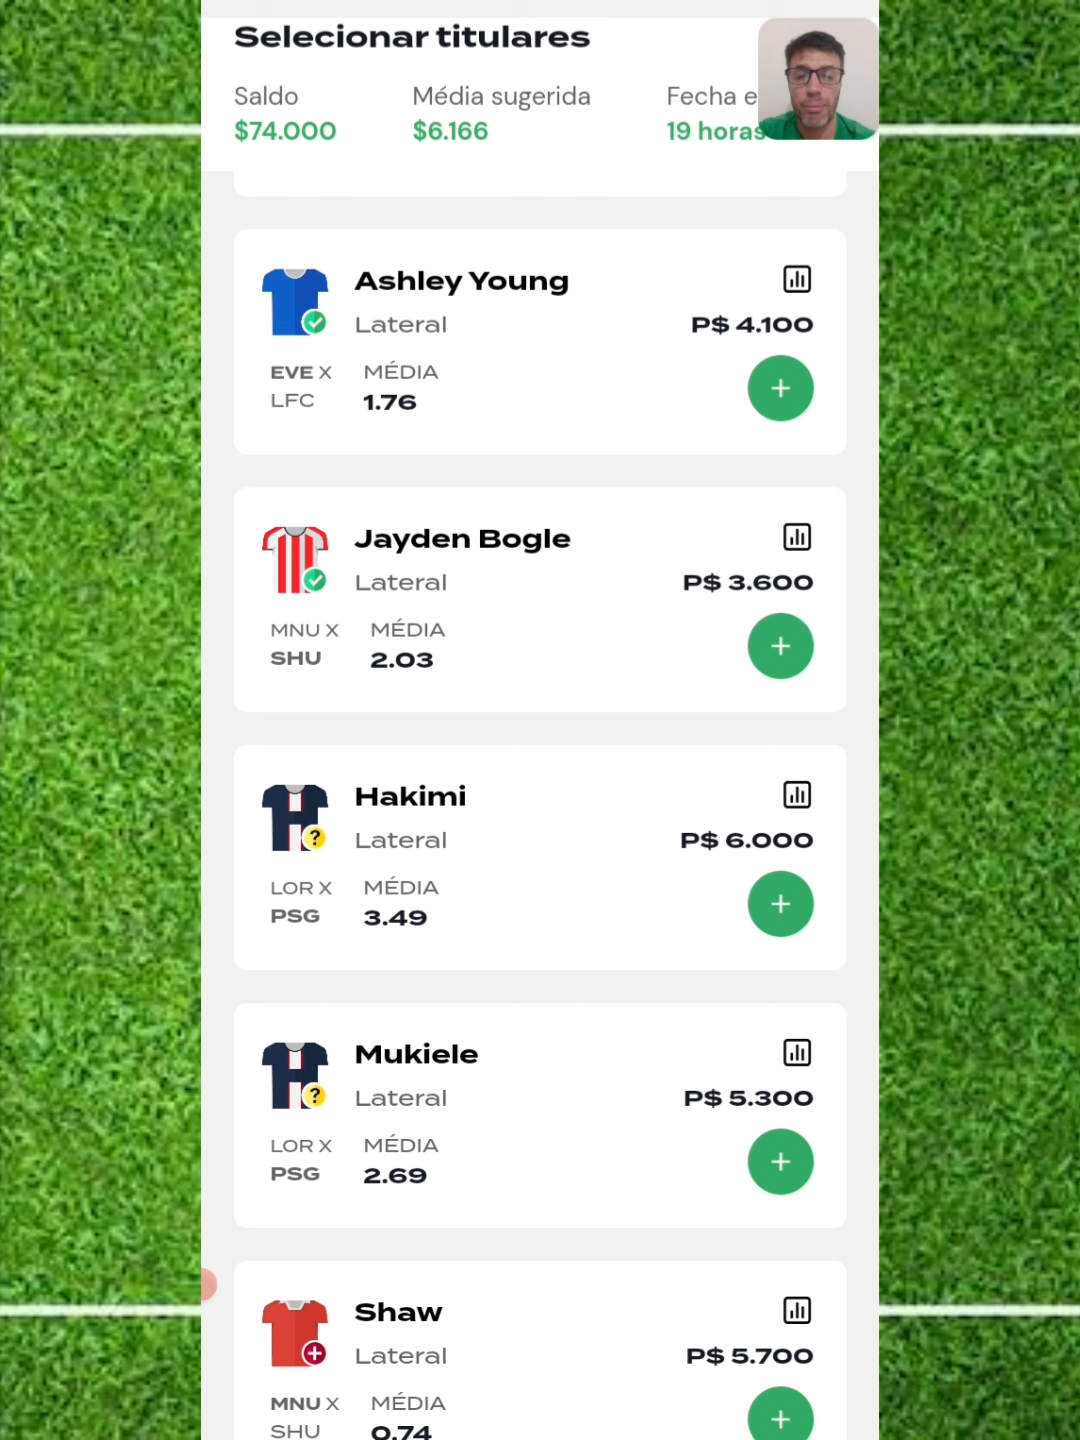 Selecionar titulares
Saldo Média sugerida Fecha e
$74.000 $6.166 19 horas
Ashley Young
Lateral P$ 4.100
EVE X MÉDIA
LFC 1.76
Jayden Bogle
Lateral P$ 3.600
MNU X MÉDIA
SHU 2.03
Hakimi
Lateral P$ 6.000
LOR X MÉDIA
PSG 3.49
Mukiele
Lateral P$ 5.300
LOR X MÉDIA
PSG 2.69
Shaw
Lateral P$ 5.700
MNU X MÉDIA
SHU 0.74